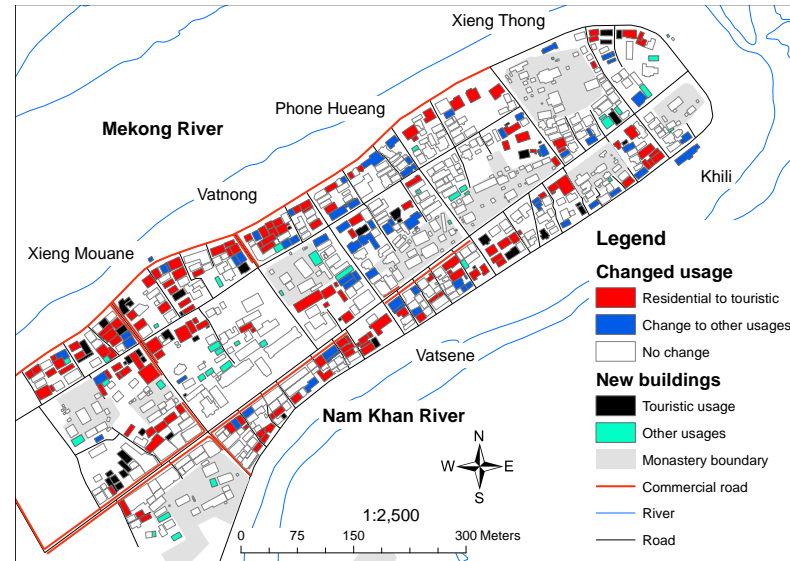 Xieng Thong
Phone Hueang
Mekong River
Vatnong
Khili
Xieng Mouane
Legend
Changed usage
Residential to touristic
Change to other usages
No change
Vatsene
New buildings
Touristic usage
Nam Khan River
Other usages
N
Monastery boundary
W E
Commercial road
S
1:2,500
River
0 75 150 300 Meters
Road